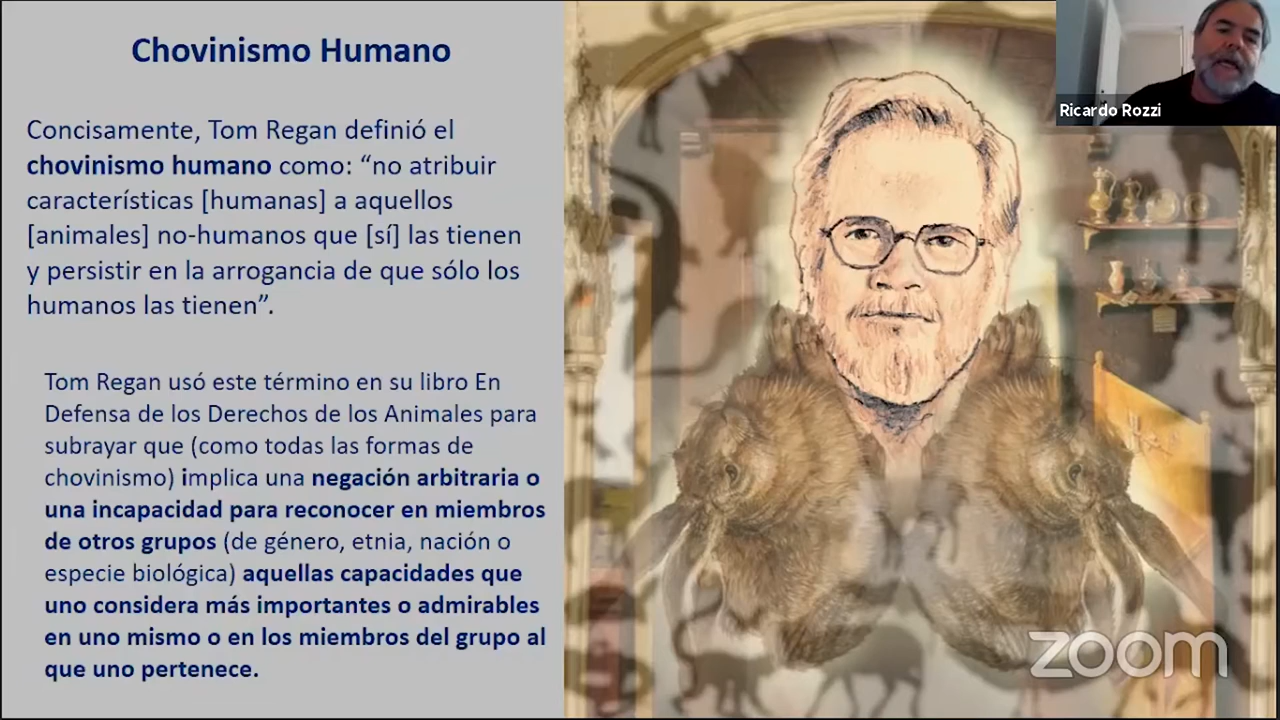 Chovinismo Humano
Concisamente, Tom Regan definió el
chovinismo humano como: “no atribuir
características [humanas] a aquellos
[animales] no-humanos que [sí] las tienen
y persistir en la arrogancia de que sólo los
humanos las tienen”.
Tom Regan usó este término en su libro En
Defensa de los Derechos de los Animales para
subrayar que (como todas las formas de
chovinismo) implica una negación arbitraria o
una incapacidad para reconocer en miembros
de otros grupos (de género, etnia, nación o
especie biológica) aquellas capacidades que
uno considera más importantes o admirables
en uno mismo o en los miembros del grupo al
que uno pertenece.
Ricardo Rozzi
zoom